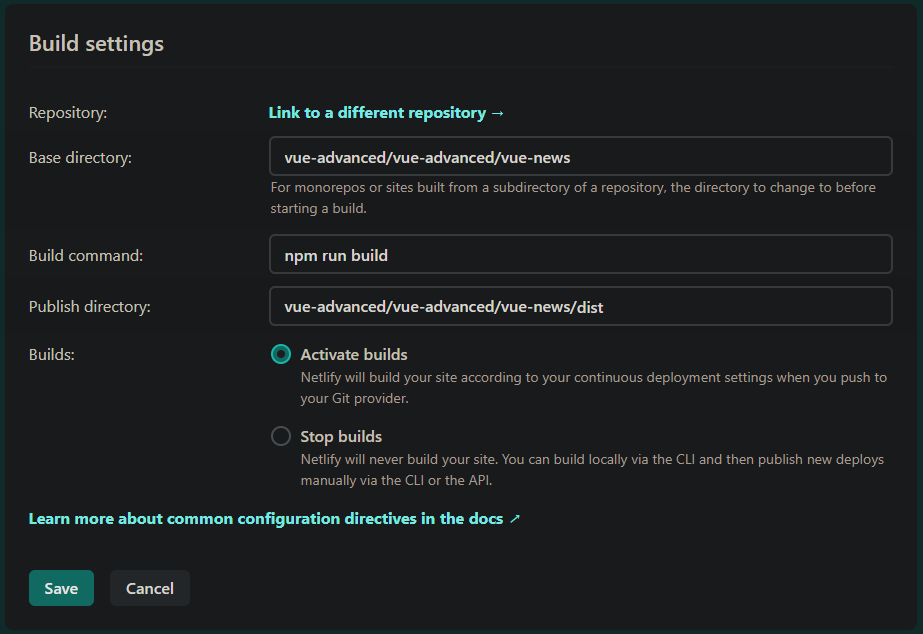 Build settings
Repository:
Link to a different repository →
Base directory:
vue-advanced/vue-advanced/vue-news
For monorepos or sites built from a subdirectory of a repository, the directory to change to before
starting a build.
Build command:
npm run build
Publish directory:
vue-advanced/vue-advanced/vue-news/dist
Builds:
Activate builds
Netlify will build your site according to your continuous deployment settings when you push to
your Git provider.
Stop builds
Netlify will never build your site. You can build locally via the CLI and then publish new deploys
manually via the CLI or the API.
Learn more about common configuration directives in the docs ↗
Save
Cancel